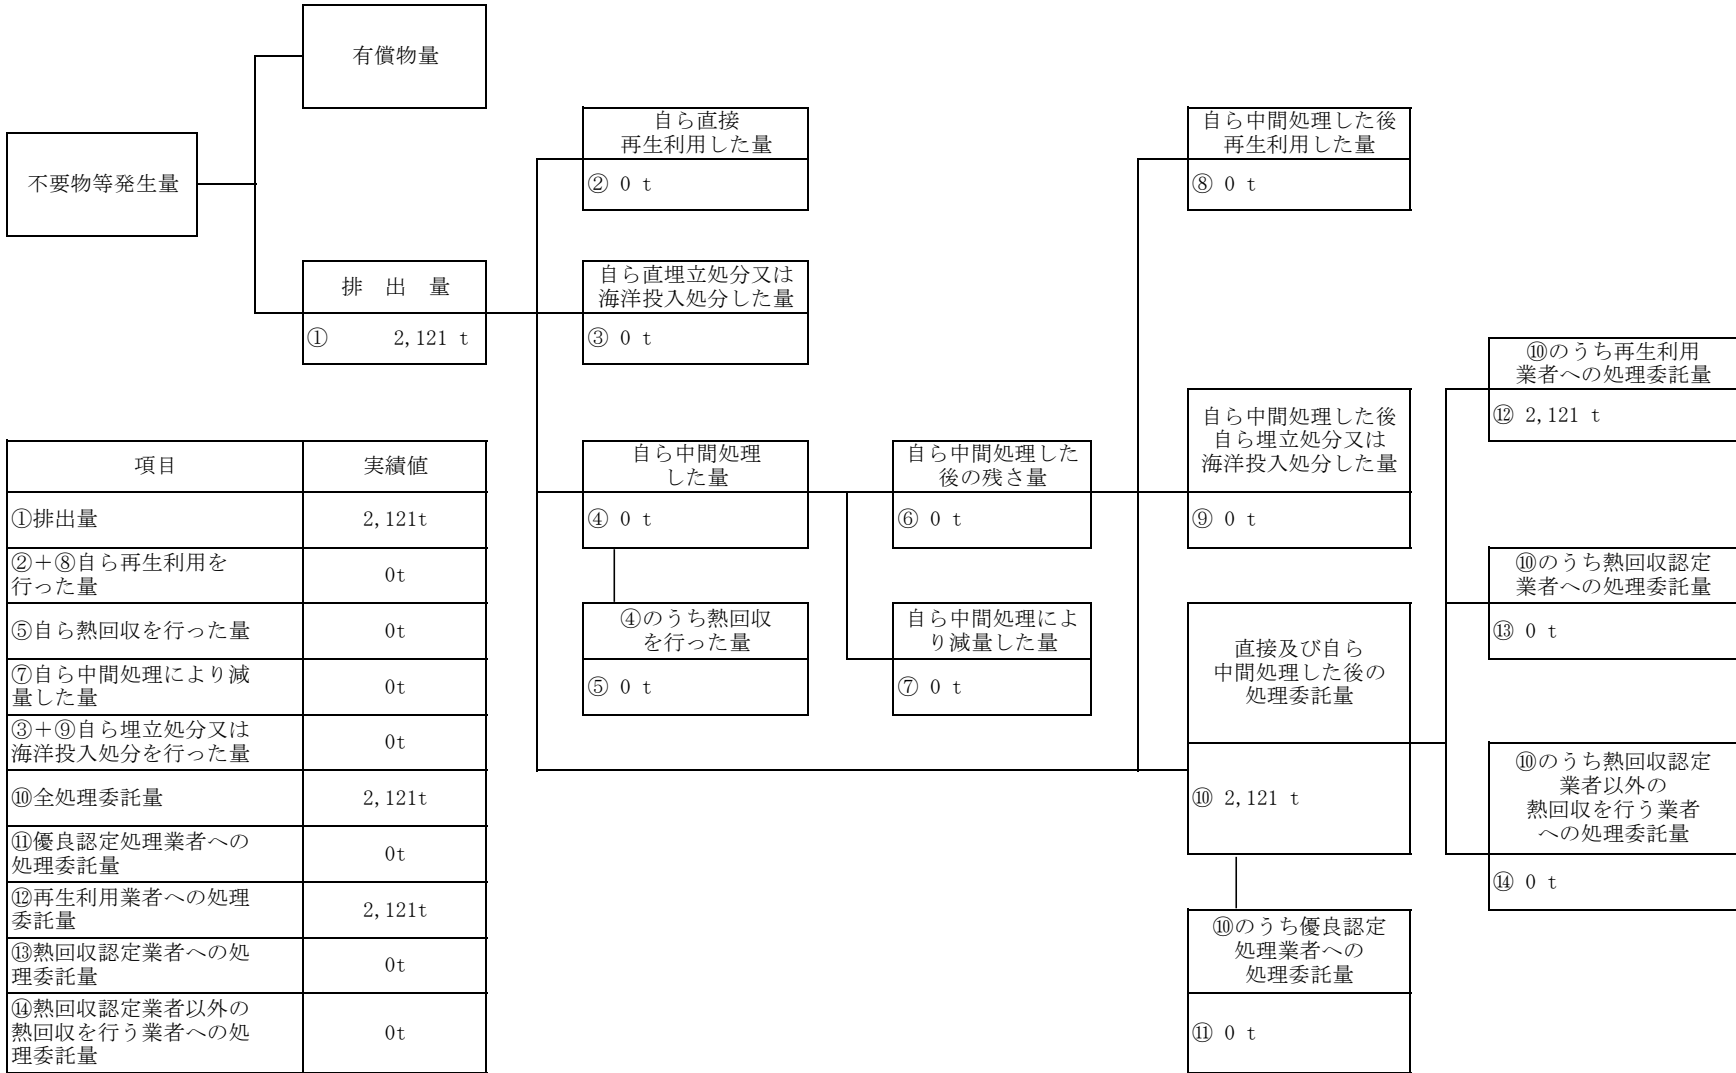 有償物量
不要物等発生量
排　出　量
①　2,121 t
自ら直接
再生利用した量
② 0 t
自ら直埋立処分又は
海洋投入処分した量
③ 0 t
自ら中間処理
した量
④ 0 t
④のうち熱回収
を行った量
⑤ 0 t
自ら中間処理した
後の残さ量
⑥ 0 t
自ら中間処理によ
り減量した量
⑦ 0 t
自ら中間処理した後
再生利用した量
⑧ 0 t
自ら中間処理した後
自ら埋立処分又は
海洋投入処分した量
⑨ 0 t
直接及び自ら
中間処理した後の
処理委託量
⑩ 2,121 t
⑩のうち優良認定
処理業者への
処理委託量
⑪ 0 t
⑩のうち再生利用
業者への処理委託量
⑫ 2,121 t
⑩のうち熱回収認定
業者への処理委託量
⑬ 0 t
⑩のうち熱回収認定
業者以外の
熱回収を行う業者
への処理委託量
⑭ 0 t
項目 実績値
①排出量 2,121t
②＋⑧自ら再生利用を
行った量 0t
⑤自ら熱回収を行った量 0t
⑦自ら中間処理により減
量した量 0t
③＋⑨自ら埋立処分又は
海洋投入処分を行った量 0t
⑩全処理委託量 2,121t
⑪優良認定処理業者への
処理委託量 0t
⑫再生利用業者への処理
委託量 2,121t
⑬熱回収認定業者への処
理委託量 0t
⑭熱回収認定業者以外の
熱回収を行う業者への処
理委託量 0t